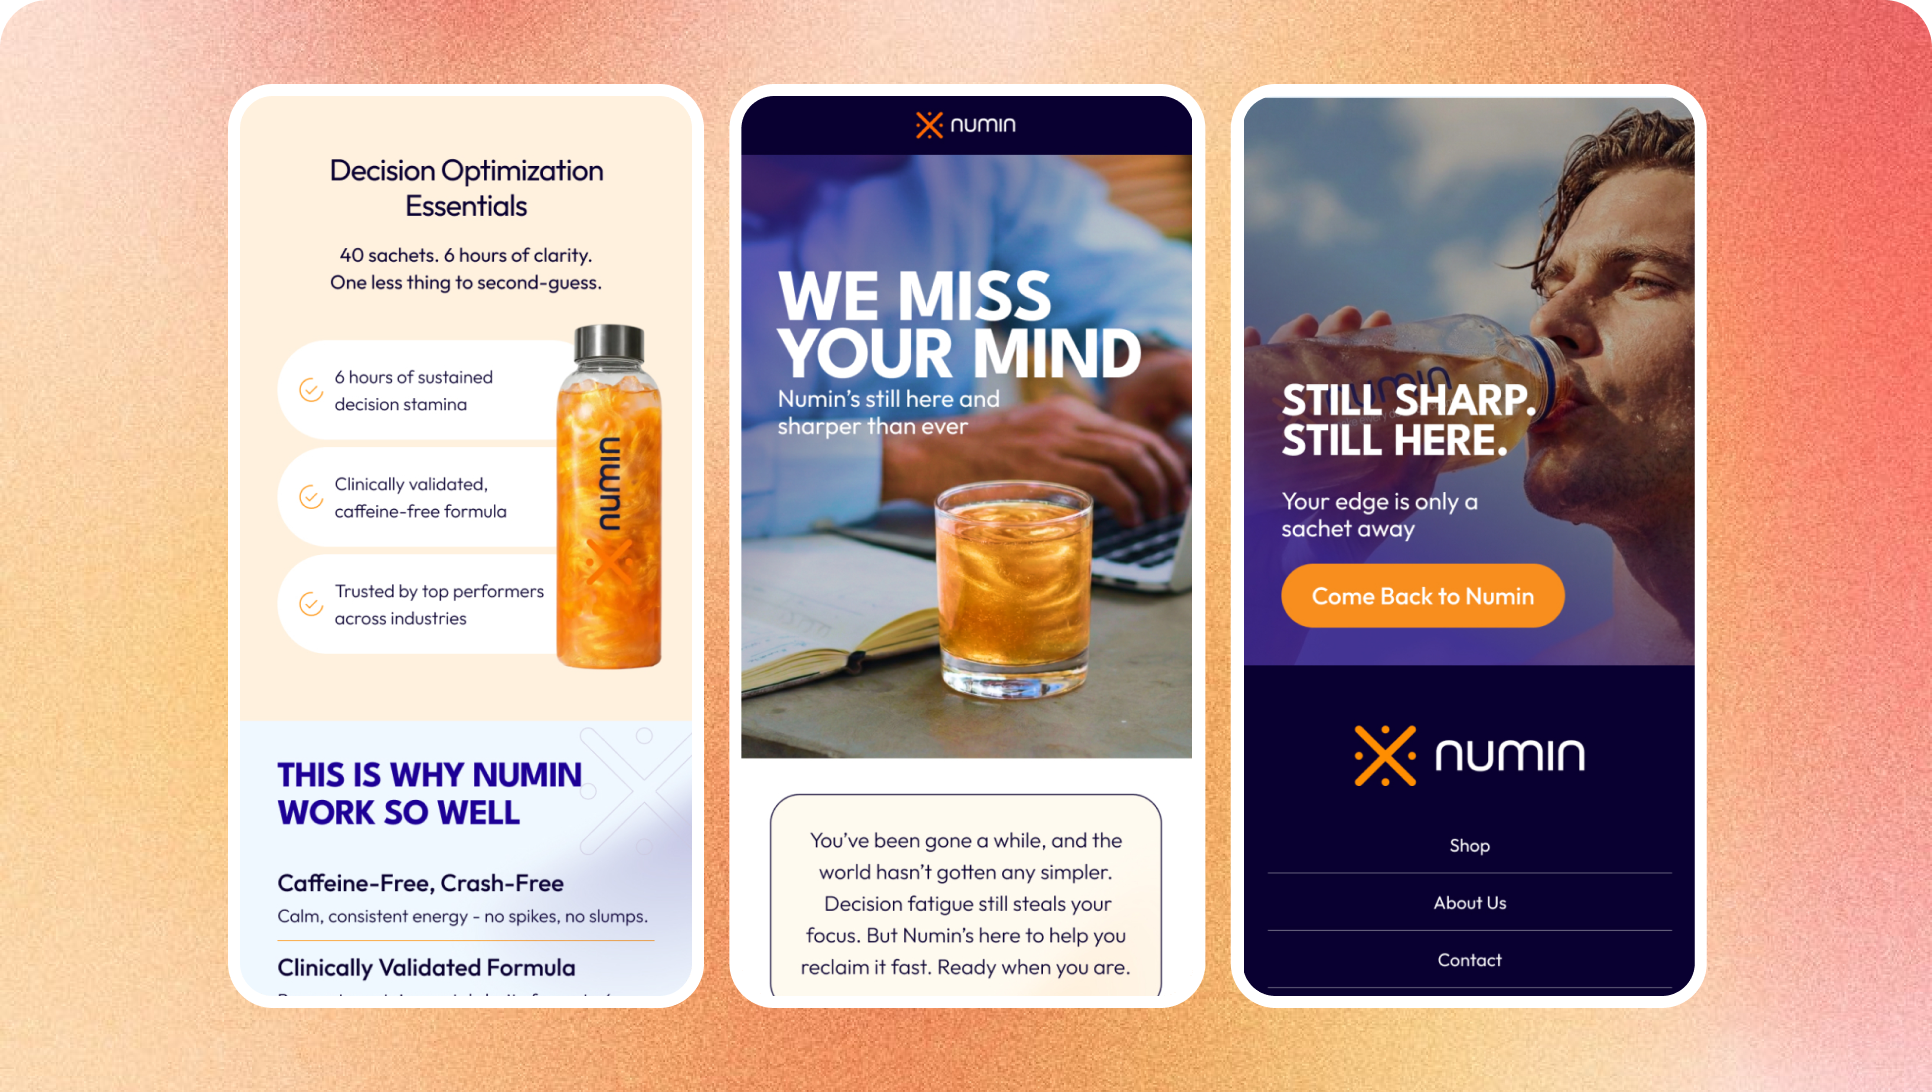 Decision Optimization
Essentials
40 sachets. 6 hours of clarity.
One less thing to second-guess.
6 hours of sustained
decision stamina
Clinically validated,
caffeine-free formula
Trusted by top performers
across industries
numin
THIS IS WHY NUMIN
WORK SO WELL
Caffeine-Free, Crash-Free
Calm, consistent energy - no spikes, no slumps.
Clinically Validated Formula
numin
WE MISS
YOUR MIND
Numin's still here and
sharper than ever
You've been gone a while, and the
world hasn't gotten any simpler.
Decision fatigue still steals your
focus. But Numin's here to help you
reclaim it fast. Ready when you are.
numin
STILL SHARP.
STILL HERE.
Your edge is only a
sachet away
Come Back to Numin
numin
Shop
About Us
Contact